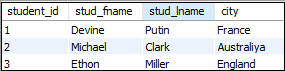 student_id stud_fname stud_lname city
1 Devine Putin France
2 Michael Clark Australiya
3 Ethon Miller England